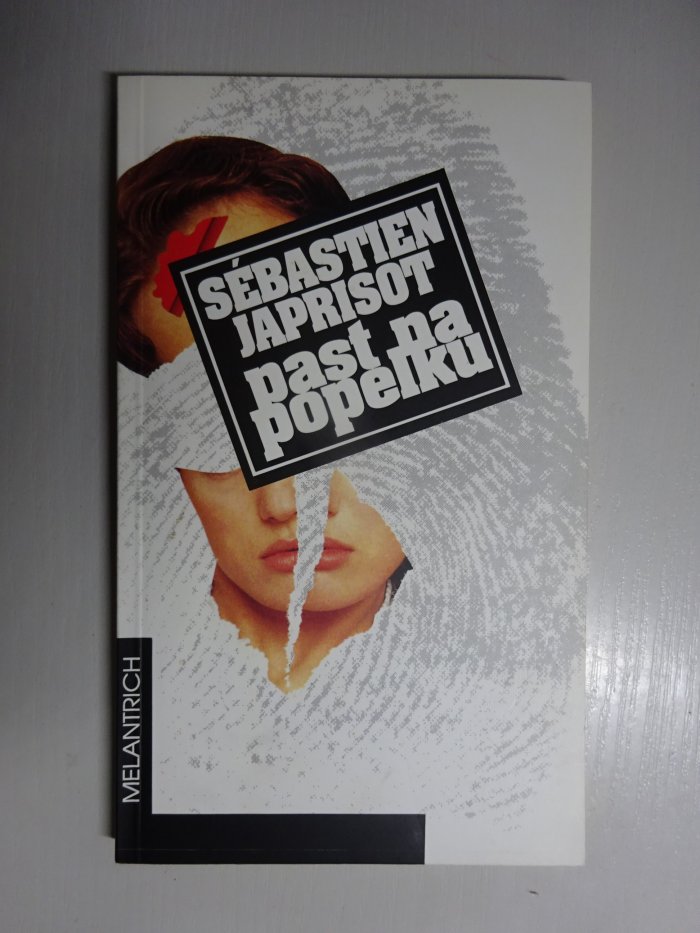 SÉBASTIEN
JAPRISOT
past na
popelku
MELANTRICH